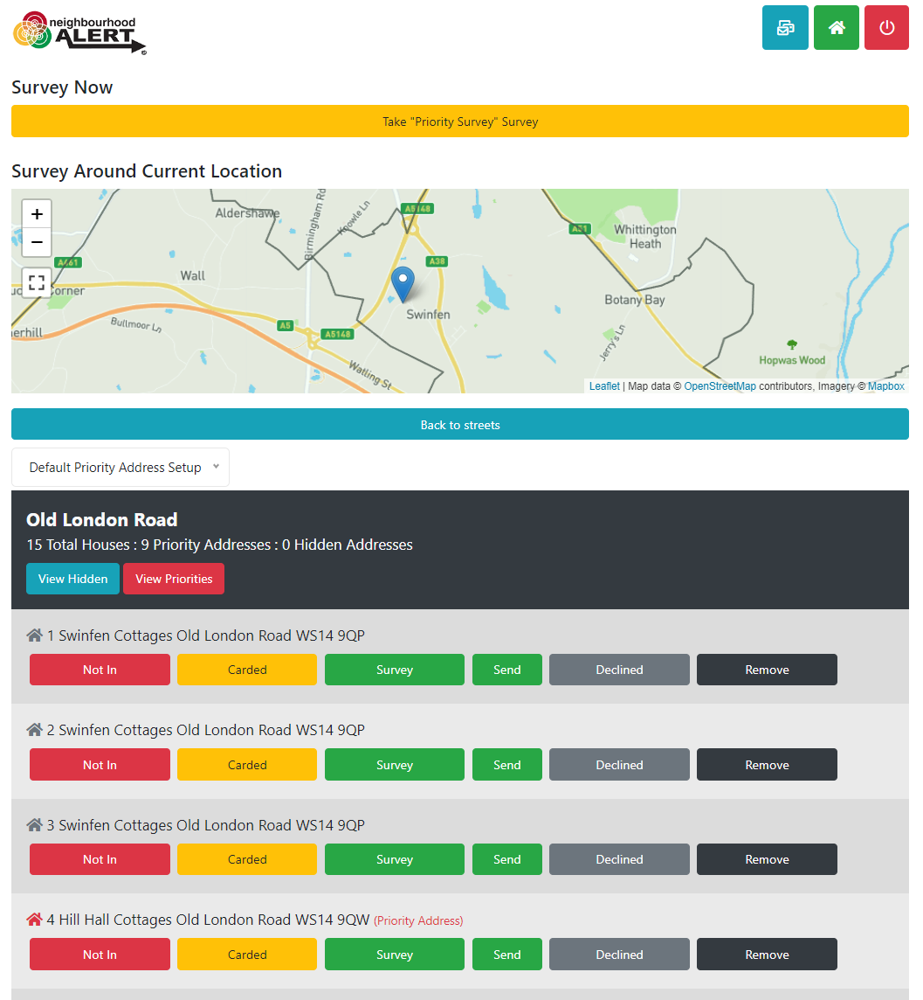 neighbourhood
ALERT
Survey Now
Take "Priority Survey" Survey
Survey Around Current Location
+
−
Aldershawe
Birmingham Rd
Knowle Ln
A5148
A51
Whittington
Heath
A461
A38
Wall
Corner
Swinfen
Botany Bay
erhill
Bullmoor Ln
A5
A5148
Watling St
Jerry's Ln
Hopwas Wood
Leaflet | Map data © OpenStreetMap contributors, Imagery © Mapbox
Back to streets
Default Priority Address Setup
Old London Road
15 Total Houses : 9 Priority Addresses : 0 Hidden Addresses
View Hidden View Priorities
1 Swinfen Cottages Old London Road WS14 9QP
Not In Carded Survey Send Declined Remove
2 Swinfen Cottages Old London Road WS14 9QP
Not In Carded Survey Send Declined Remove
3 Swinfen Cottages Old London Road WS14 9QP
Not In Carded Survey Send Declined Remove
4 Hill Hall Cottages Old London Road WS14 9QW (Priority Address)
Not In Carded Survey Send Declined Remove